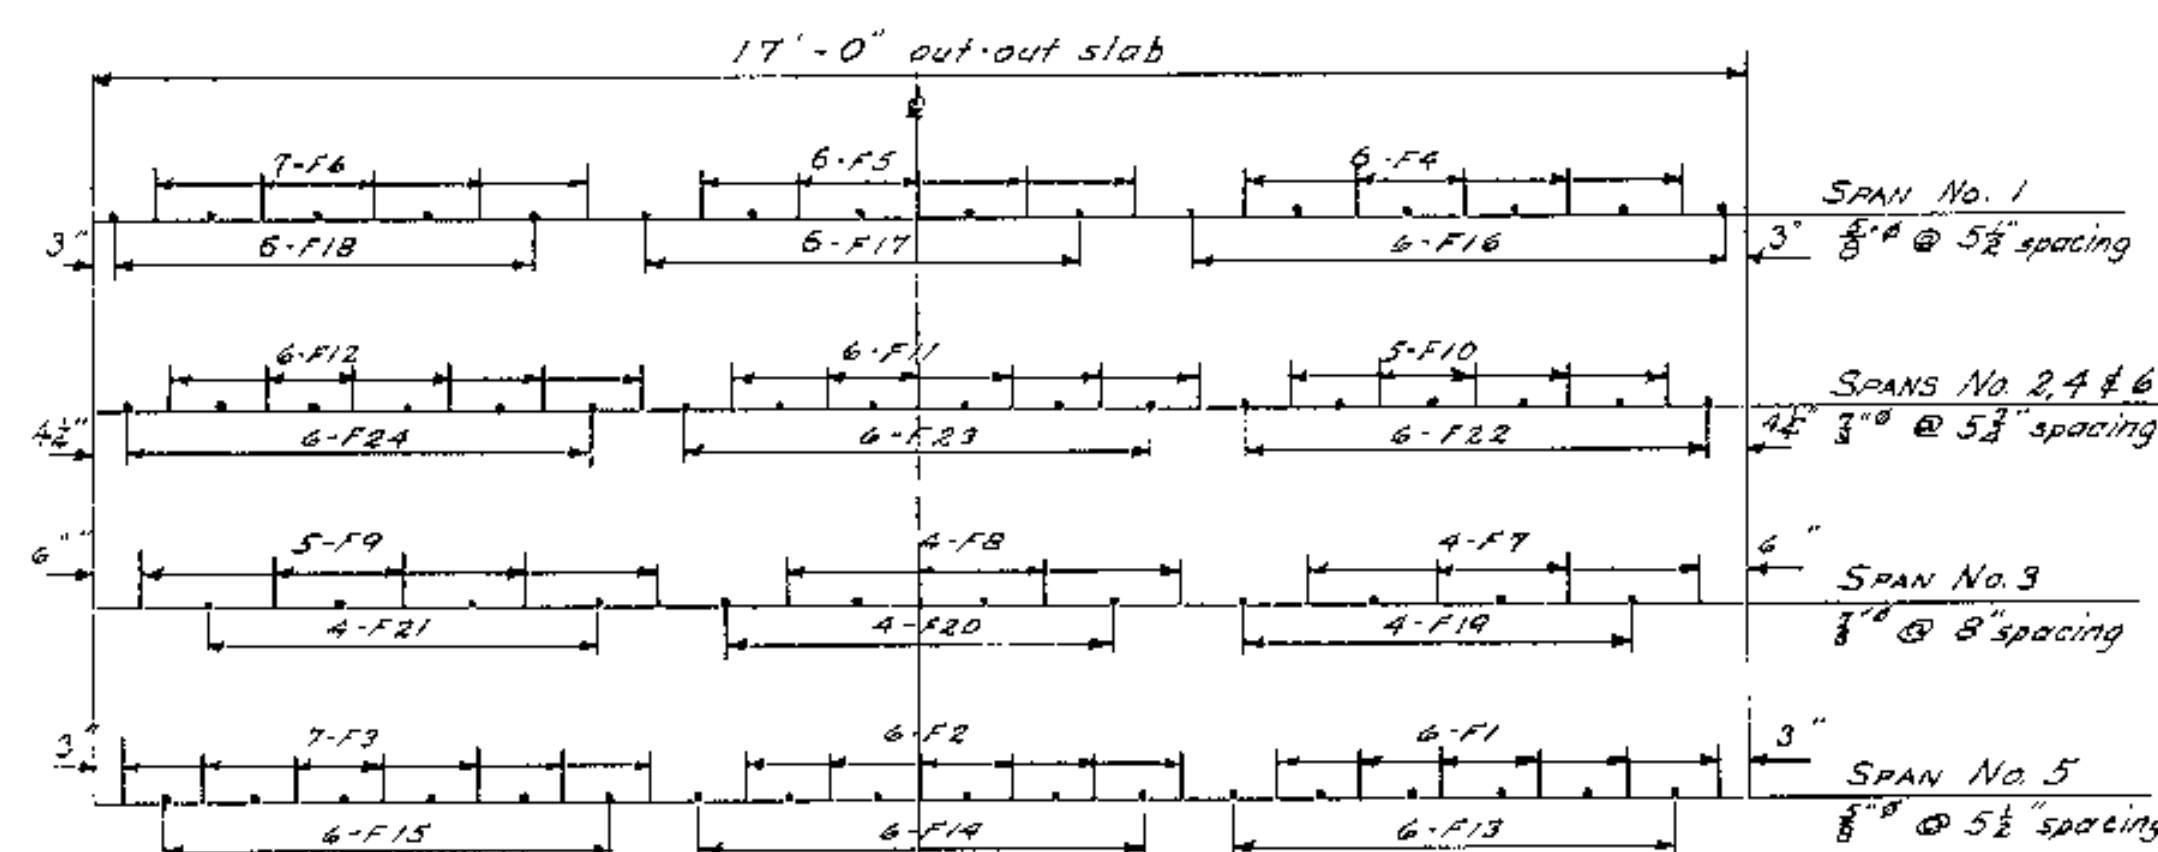 17'-0" out-out slab
7-F6 6-F5 6-F4
SPAN No. 1
3" 5-F18 5-F17 6-F16 3" 5/8"φ @ 5½" spacing
6-F12 6-F11 5-F10
SPANS No. 2, 4 & 6
4¼" 6-F24 6-F23 6-F22 4¼" 7/8"φ @ 5¾" spacing
6" 5-F9 4-F8 4-F7 6"
SPAN No. 3
4-F21 4-F20 4-F19 7/8"φ @ 8" spacing
3" 7-F3 6-F2 6-F1 3"
SPAN No. 5
6-F15 6-F14 6-F13 5/8"φ @ 5½" spacing